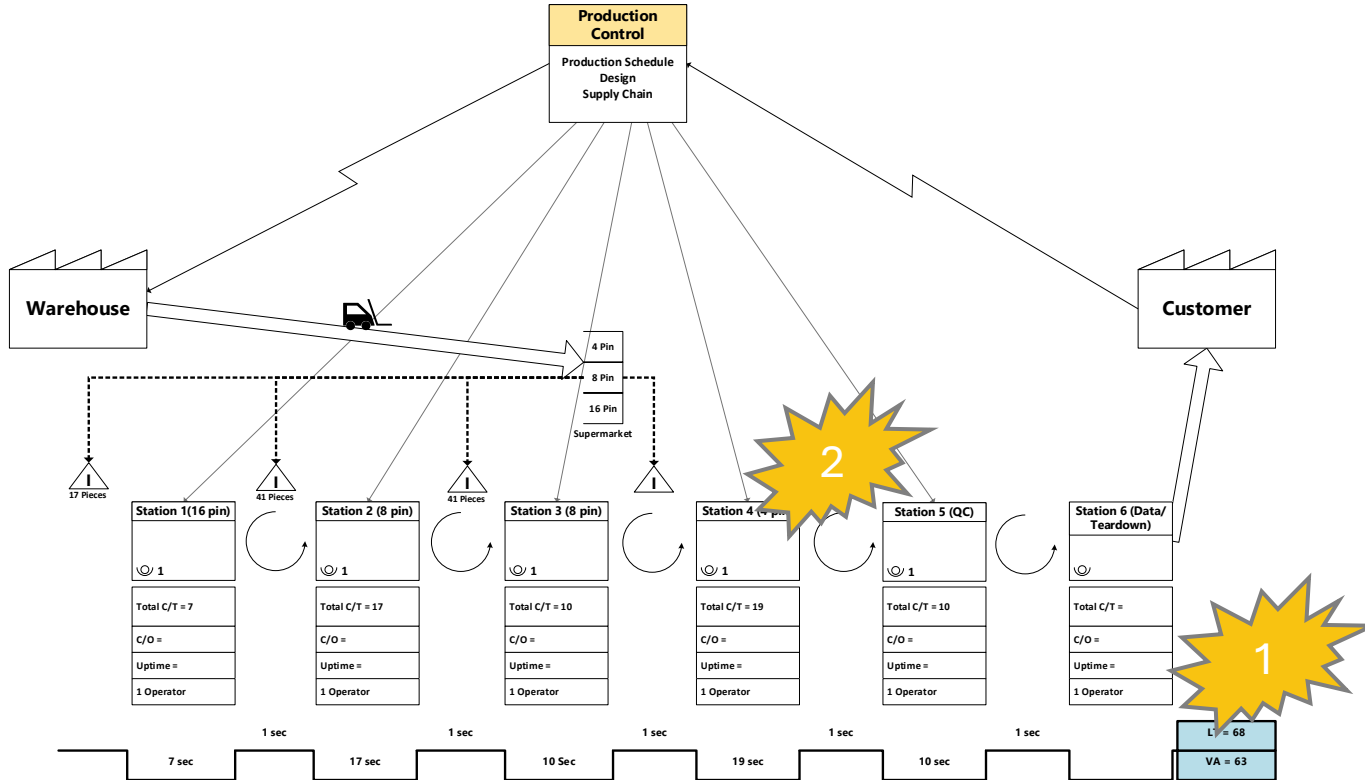 Production
Control
Production Schedule
Design
Supply Chain
Warehouse
Customer
4 Pin
8 Pin
16 Pin
Supermarket
I
17 Pieces
I
41 Pieces
I
41 Pieces
I
2
Station 1(16 pin)
1
Total C/T = 7
C/O =
Uptime =
1 Operator
Station 2 (8 pin)
1
Total C/T = 17
C/O =
Uptime =
1 Operator
Station 3 (8 pin)
1
Total C/T = 10
C/O =
Uptime =
1 Operator
Station 4 (4
1
Total C/T = 19
C/O =
Uptime =
1 Operator
Station 5 (QC)
1
Total C/T = 10
C/O =
Uptime =
1 Operator
Station 6 (Data/
Teardown)
Total C/T =
C/O =
Uptime =
1 Operator
1
1 sec
1 sec
1 sec
1 sec
1 sec
7 sec
17 sec
10 Sec
19 sec
10 sec
LT = 68
VA = 63